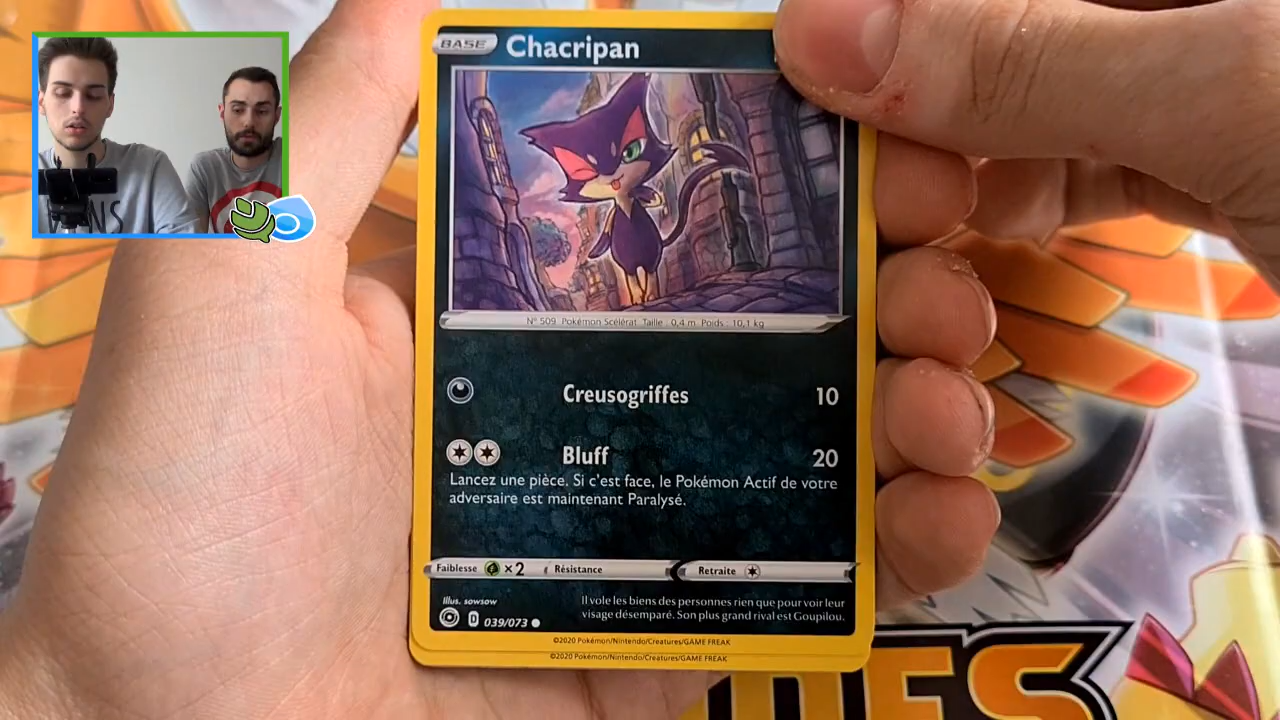 BASE Chacripan
N° 509 Pokémon Scélérat Taille : 0,4 m Poids : 10,1 kg
Creusogriffes 10
Bluff 20
Lancez une pièce. Si c'est face, le Pokémon Actif de votre
adversaire est maintenant Paralysé.
Faiblesse ×2 Résistance Retraite
Illus. sowsow
Il vole les biens des personnes rien que pour voir leur
visage désemparé. Son plus grand rival est Goupilou.
D 039/073
©2020 Pokémon/Nintendo/Creatures/GAME FREAK
©2020 Pokémon/Nintendo/Creatures/GAME FREAK